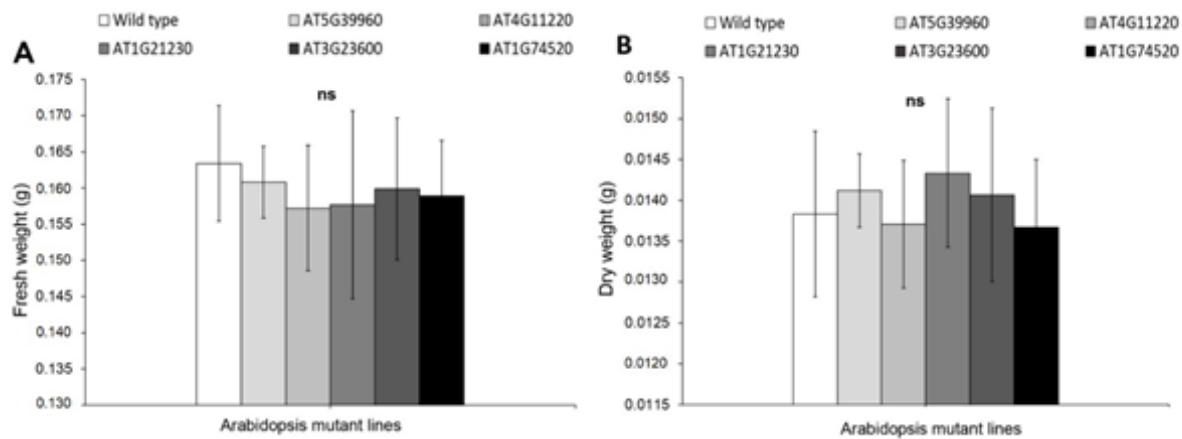 A
Wild type AT5G39960 AT4G11220
AT1G21230 AT3G23600 AT1G74520
ns
Fresh weight (g)
0.175
0.170
0.165
0.160
0.155
0.150
0.145
0.140
0.135
0.130
Arabidopsis mutant lines
B
Wild type AT5G39960 AT4G11220
AT1G21230 AT3G23600 AT1G74520
ns
Dry weight (g)
0.0155
0.0150
0.0145
0.0140
0.0135
0.0130
0.0125
0.0120
0.0115
Arabidopsis mutant lines